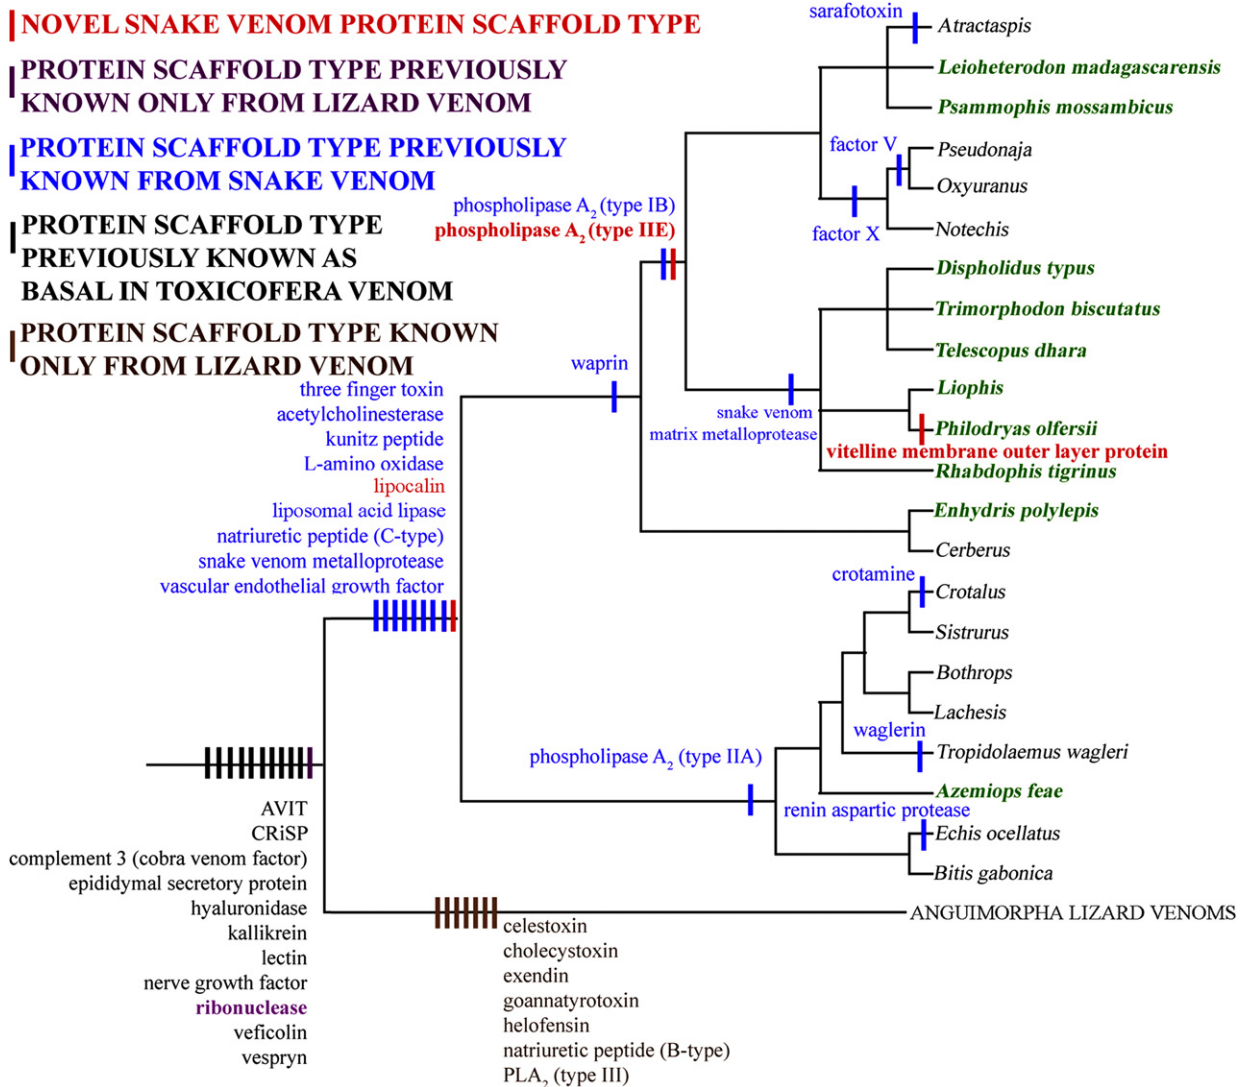 NOVEL SNAKE VENOM PROTEIN SCAFFOLD TYPE
PROTEIN SCAFFOLD TYPE PREVIOUSLY
KNOWN ONLY FROM LIZARD VENOM
PROTEIN SCAFFOLD TYPE PREVIOUSLY
KNOWN FROM SNAKE VENOM
PROTEIN SCAFFOLD TYPE
PREVIOUSLY KNOWN AS
BASAL IN TOXICOFERA VENOM
PROTEIN SCAFFOLD TYPE KNOWN
ONLY FROM LIZARD VENOM
three finger toxin
acetylcholinesterase
kunitz peptide
L-amino oxidase
lipocalin
liposomal acid lipase
natriuretic peptide (C-type)
snake venom metalloprotease
vascular endothelial growth factor
AVIT
CRiSP
complement 3 (cobra venom factor)
epididymal secretory protein
hyaluronidase
kallikrein
lectin
nerve growth factor
ribonuclease
veficolin
vespryn
celestoxin
cholecystoxin
exendin
goannatyrotoxin
helofensin
natriuretic peptide (B-type)
PLA₂ (type III)
waprin
phospholipase A₂ (type IB)
phospholipase A₂ (type IIE)
snake venom
matrix metalloprotease
phospholipase A₂ (type IIA)
sarafotoxin
Atractaspis
Leioheterodon madagascarensis
Psammophis mossambicus
factor V
Pseudonaja
Oxyuranus
factor X
Notechis
Dispholidus typus
Trimorphodon biscutatus
Telescopus dhara
Liophis
Philodryas olfersii
vitelline membrane outer layer protein
Rhabdophis tigrinus
Enhydris polylepis
Cerberus
crotamine
Crotalus
Sistrurus
Bothrops
Lachesis
waglerin
Tropidolaemus wagleri
Azemiops feae
renin aspartic protease
Echis ocellatus
Bitis gabonica
ANGUIMORPHA LIZARD VENOMS